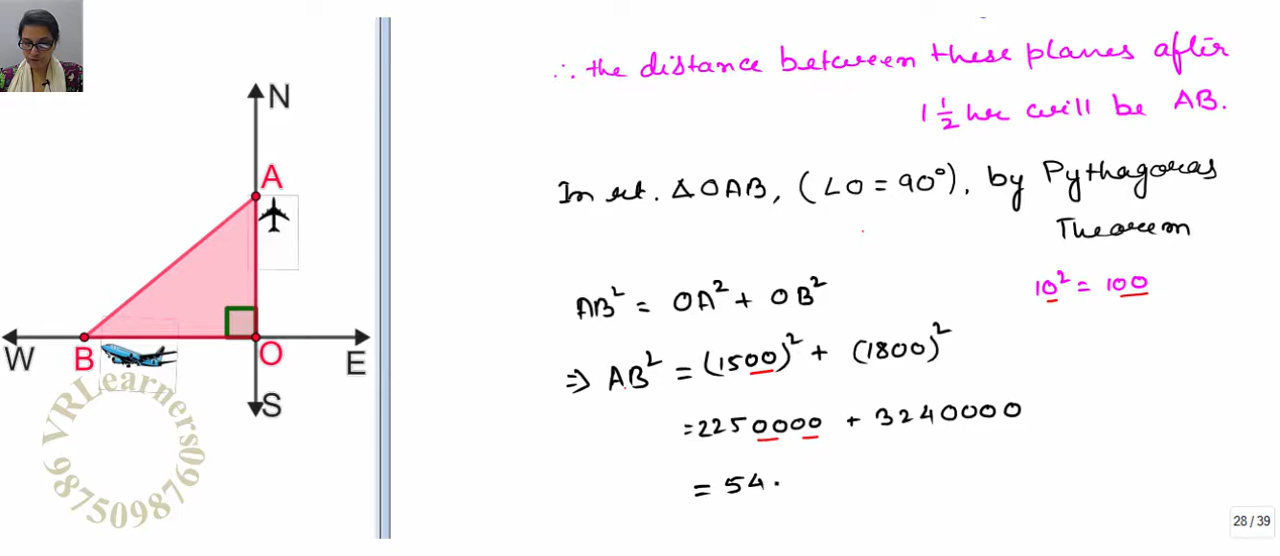 N
A
W
B
O
E
S
VRLearners
9875098760
∴ the distance between these planes after
1 1/2 hr will be AB.
In rt. ΔOAB, (∠O = 90°), by Pythagoras
Theorem
10² = 100
AB² = OA² + OB²
⇒ AB² = (1500)² + (1800)²
= 2250000 + 3240000
= 54.
28 / 39